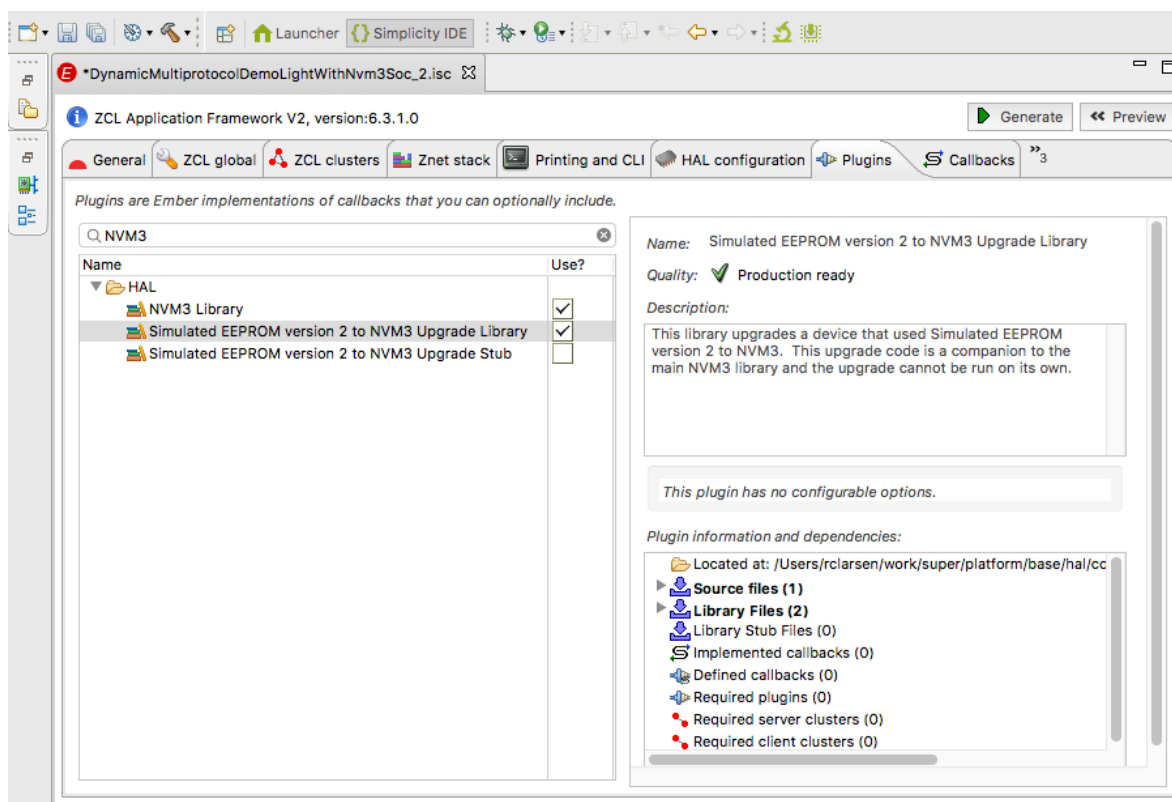 Launcher
Simplicity IDE
*DynamicMultiprotocolDemoLightWithNvm3Soc_2.isc
ZCL Application Framework V2, version:6.3.1.0
Generate
Preview
General
ZCL global
ZCL clusters
Znet stack
Printing and CLI
HAL configuration
Plugins
Callbacks
»3
Plugins are Ember implementations of callbacks that you can optionally include.
NVM3
Name Use?
HAL
NVM3 Library
Simulated EEPROM version 2 to NVM3 Upgrade Library
Simulated EEPROM version 2 to NVM3 Upgrade Stub
Name: Simulated EEPROM version 2 to NVM3 Upgrade Library
Quality: Production ready
Description:
This library upgrades a device that used Simulated EEPROM
version 2 to NVM3. This upgrade code is a companion to the
main NVM3 library and the upgrade cannot be run on its own.
This plugin has no configurable options.
Plugin information and dependencies:
Located at: /Users/rclarsen/work/super/platform/base/hal/cc
Source files (1)
Library Files (2)
Library Stub Files (0)
Implemented callbacks (0)
Defined callbacks (0)
Required plugins (0)
Required server clusters (0)
Required client clusters (0)